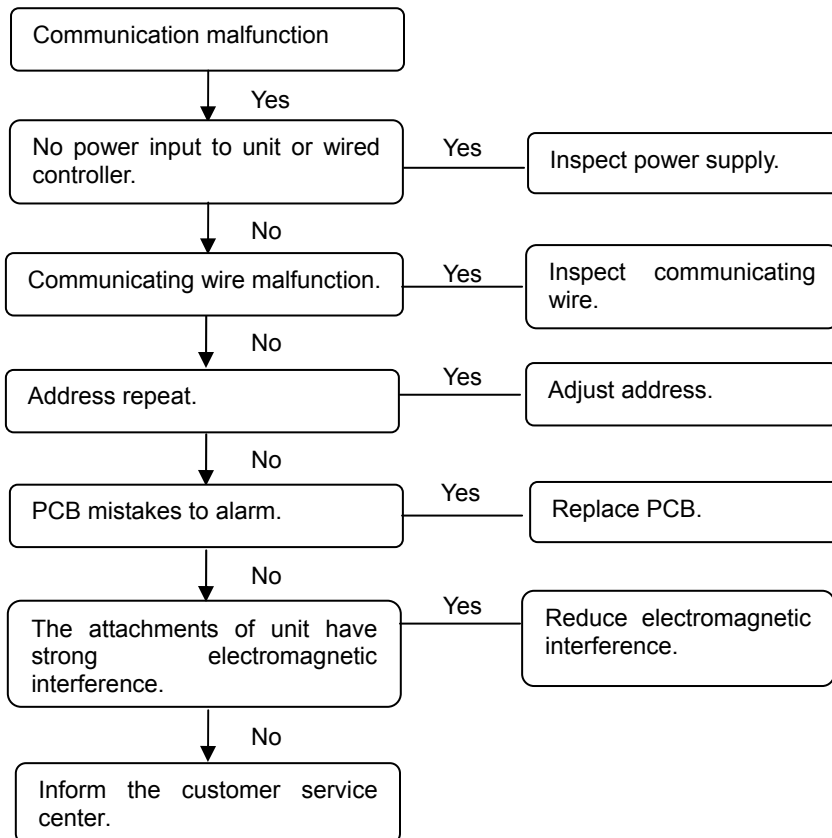 Communication malfunction
Yes
No power input to unit or wired
controller.
Yes
Inspect power supply.
No
Communicating wire malfunction.
Yes
Inspect communicating
wire.
No
Address repeat.
Yes
Adjust address.
No
PCB mistakes to alarm.
Yes
Replace PCB.
No
The attachments of unit have
strong electromagnetic
interference.
Yes
Reduce electromagnetic
interference.
No
Inform the customer service
center.